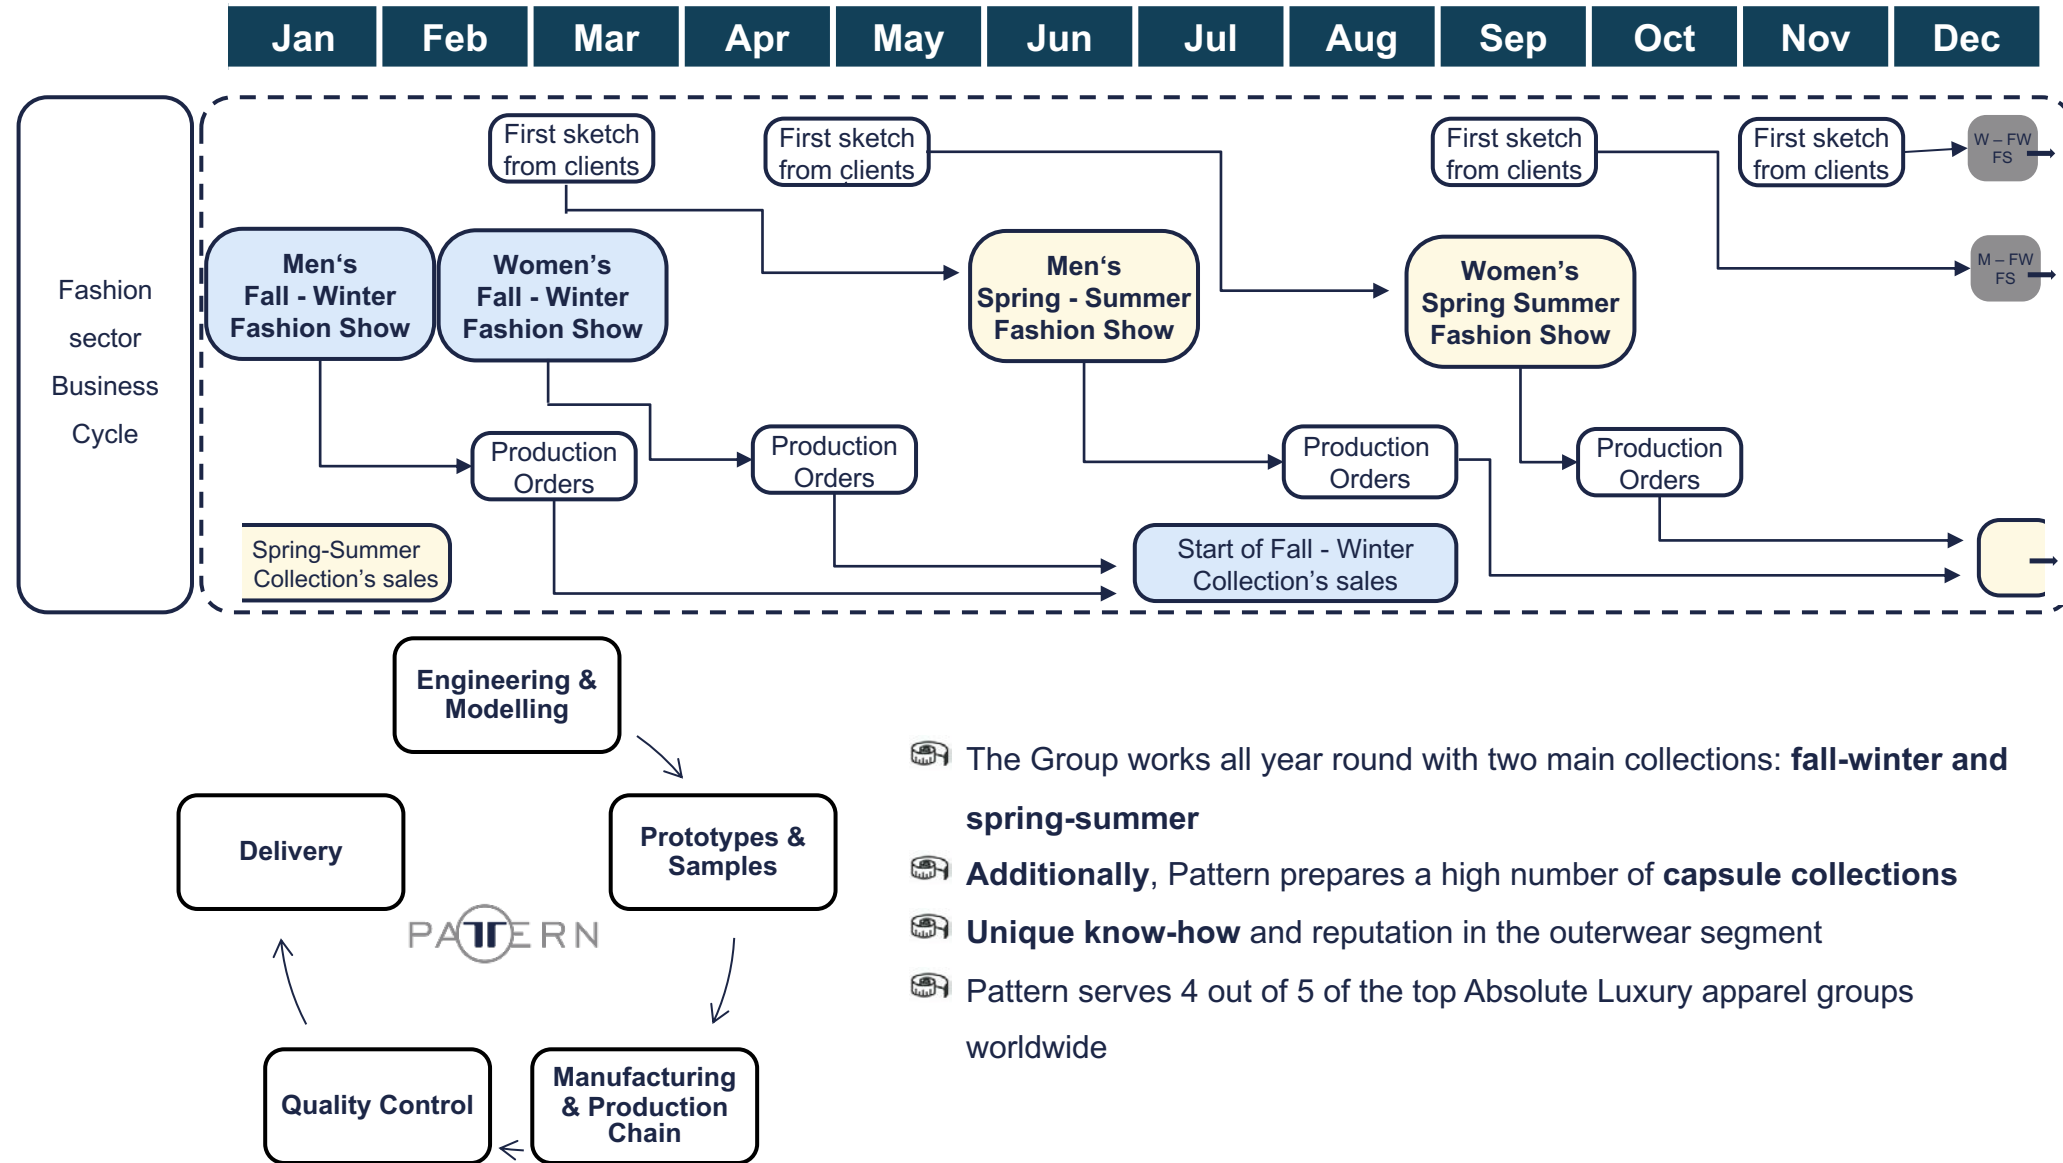 Jan Feb Mar Apr May Jun Jul Aug Sep Oct Nov Dec
Fashion
sector
Business
Cycle
First sketch
from clients
First sketch
from clients
First sketch
from clients
First sketch
from clients
W – FW
FS
Men‘s
Fall - Winter
Fashion Show
Women’s
Fall - Winter
Fashion Show
Men‘s
Spring - Summer
Fashion Show
Women’s
Spring Summer
Fashion Show
M – FW
FS
Production
Orders
Production
Orders
Production
Orders
Production
Orders
Spring-Summer
Collection’s sales
Start of Fall - Winter
Collection’s sales
Engineering &
Modelling
Prototypes &
Samples
Manufacturing
& Production
Chain
Quality Control
Delivery
PATTERN
The Group works all year round with two main collections: fall-winter and
spring-summer
Additionally, Pattern prepares a high number of capsule collections
Unique know-how and reputation in the outerwear segment
Pattern serves 4 out of 5 of the top Absolute Luxury apparel groups
worldwide